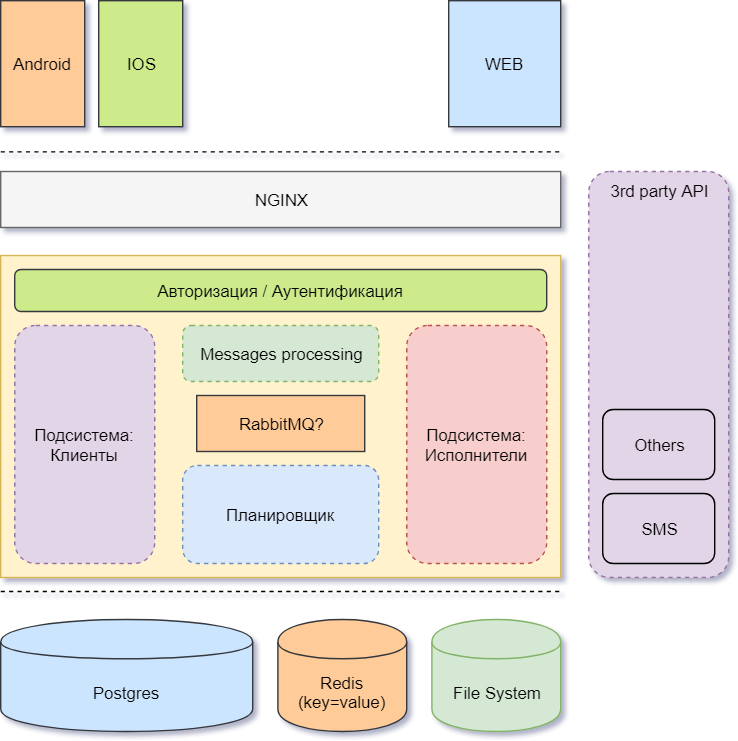 Android
IOS
WEB
NGINX
3rd party API
Авторизация / Аутентификация
Messages processing
RabbitMQ?
Подсистема:
Клиенты
Подсистема:
Исполнители
Планировщик
Others
SMS
Postgres
Redis
(key=value)
File System